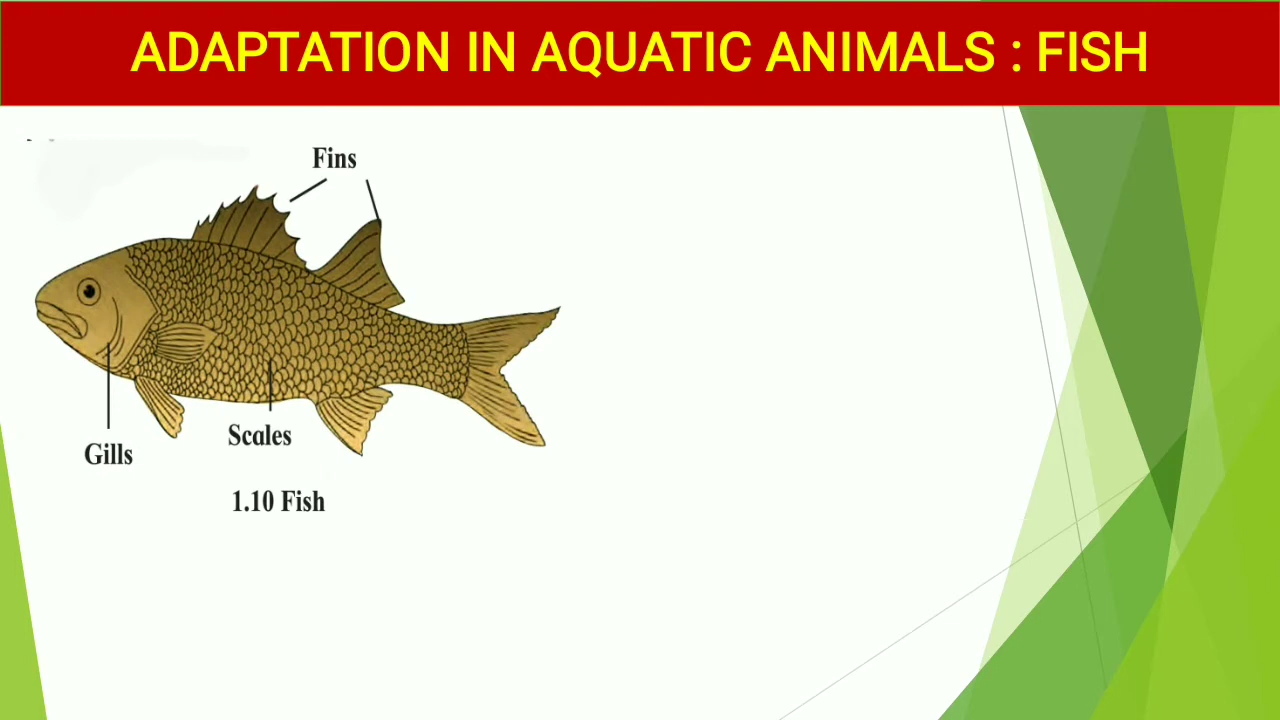 ADAPTATION IN AQUATIC ANIMALS : FISH
Fins
Scales
Gills
1.10 Fish